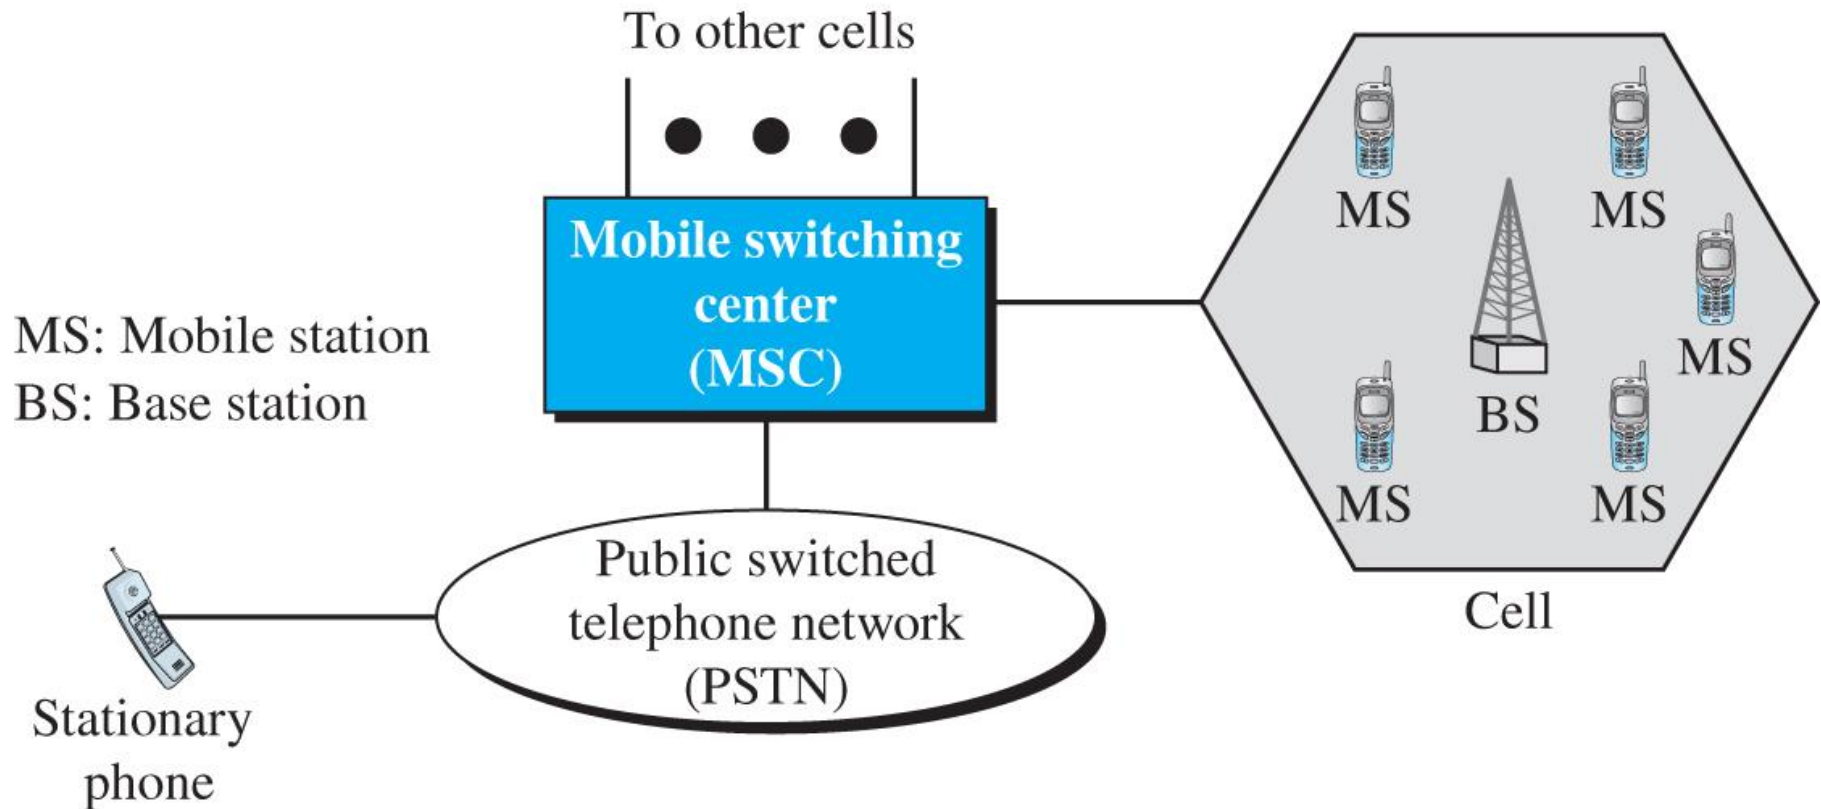 To other cells
Mobile switching
center
(MSC)
MS: Mobile station
BS: Base station
MS
MS
MS
BS
MS
MS
Cell
Public switched
telephone network
(PSTN)
Stationary
phone